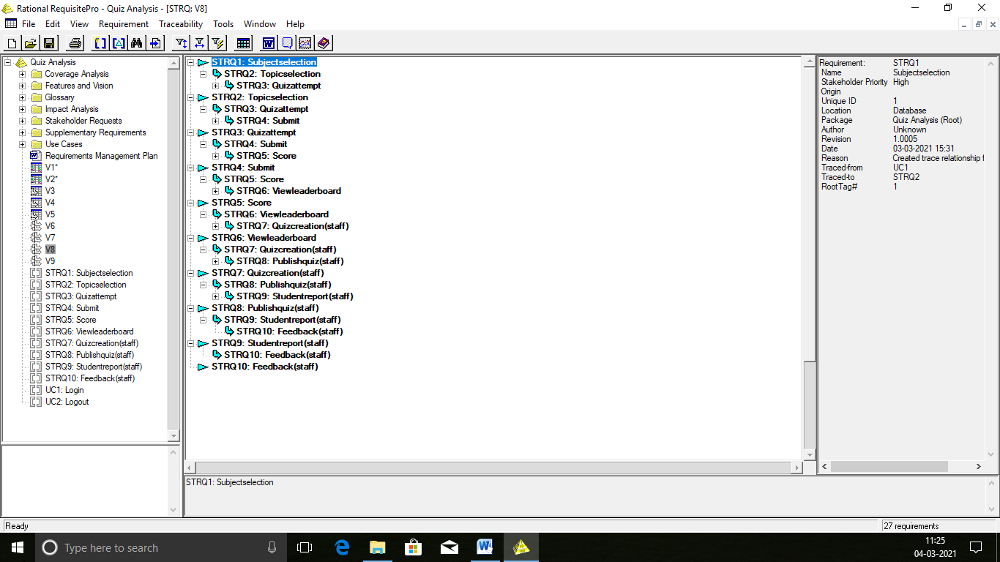 Rational RequisitePro - Quiz Analysis - [STRQ: V8]
File Edit View Requirement Traceability Tools Window Help
Quiz Analysis
Coverage Analysis
Features and Vision
Glossary
Impact Analysis
Stakeholder Requests
Supplementary Requirements
Use Cases
Requirements Management Plan
V1*
V2*
V3
V4
V5
V6
V7
V8
V9
STRQ1: Subjectselection
STRQ2: Topicselection
STRQ3: Quizattempt
STRQ4: Submit
STRQ5: Score
STRQ6: Viewleaderboard
STRQ7: Quizcreation(staff)
STRQ8: Publishquiz(staff)
STRQ9: Studentreport(staff)
STRQ10: Feedback(staff)
UC1: Login
UC2: Logout
STRQ1: Subjectselection
STRQ2: Topicselection
STRQ3: Quizattempt
STRQ2: Topicselection
STRQ3: Quizattempt
STRQ4: Submit
STRQ3: Quizattempt
STRQ4: Submit
STRQ5: Score
STRQ4: Submit
STRQ5: Score
STRQ6: Viewleaderboard
STRQ5: Score
STRQ6: Viewleaderboard
STRQ7: Quizcreation(staff)
STRQ6: Viewleaderboard
STRQ7: Quizcreation(staff)
STRQ8: Publishquiz(staff)
STRQ7: Quizcreation(staff)
STRQ8: Publishquiz(staff)
STRQ9: Studentreport(staff)
STRQ8: Publishquiz(staff)
STRQ9: Studentreport(staff)
STRQ10: Feedback(staff)
STRQ9: Studentreport(staff)
STRQ10: Feedback(staff)
STRQ10: Feedback(staff)
Requirement: STRQ1
Name Subjectselection
Stakeholder Priority High
Origin
Unique ID 1
Location Database
Package Quiz Analysis (Root)
Author Unknown
Revision 1.0005
Date 03-03-2021 15:31
Reason Created trace relationship f
Traced-from UC1
Traced-to STRQ2
RootTag# 1
STRQ1: Subjectselection
Ready 27 requirements
Type here to search
11:25
04-03-2021